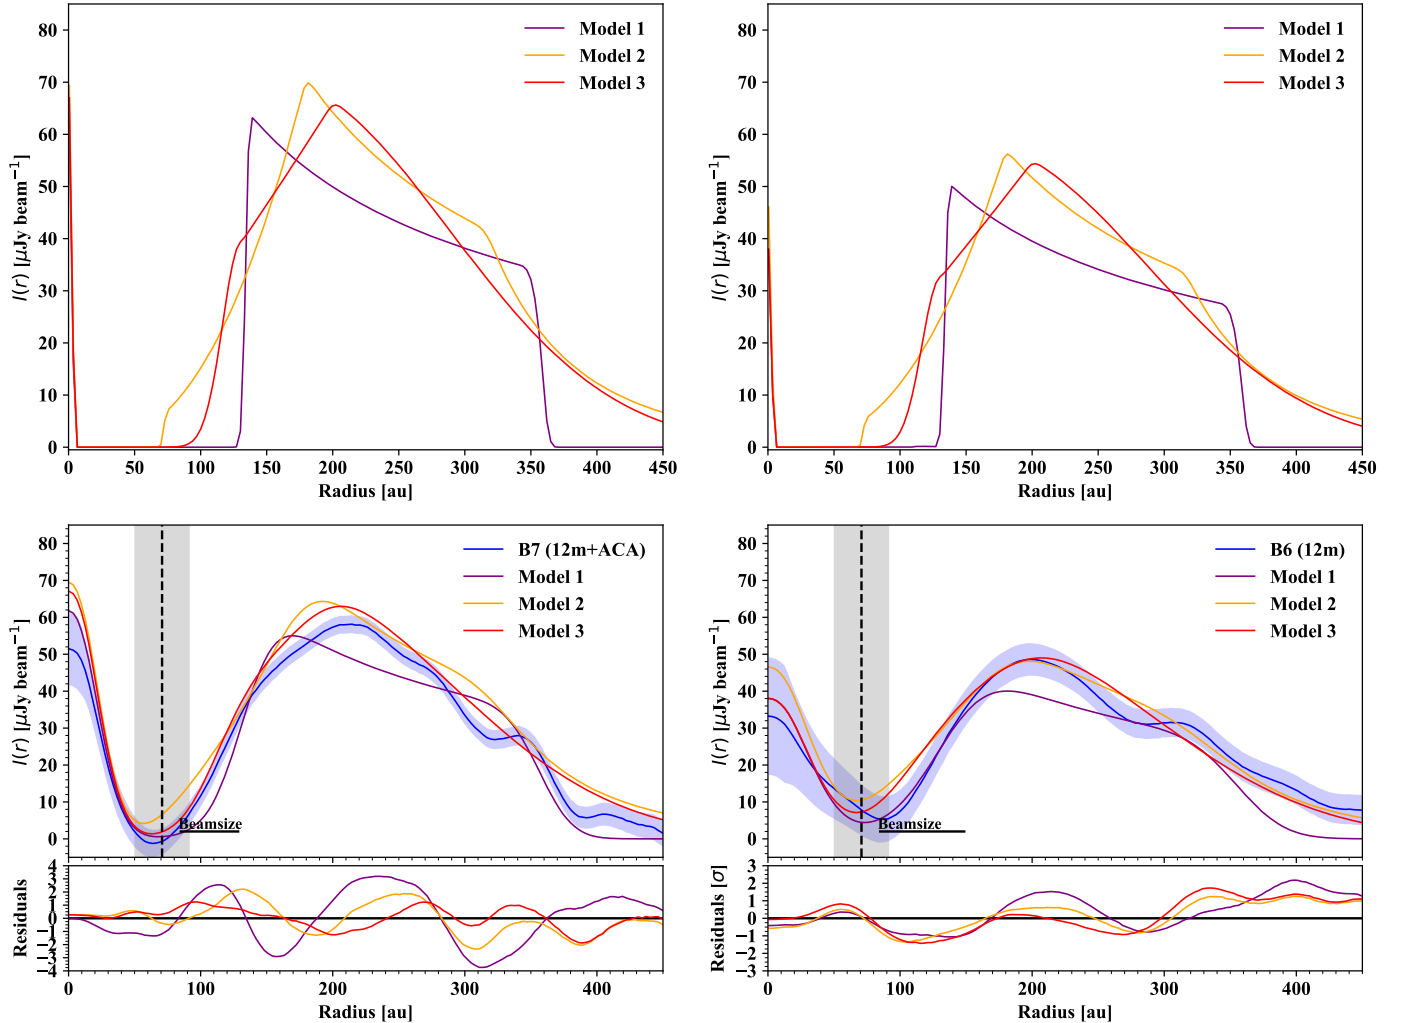 80
70
60
50
40
30
20
10
0
I(r) [μJy beam⁻¹]
Model 1
Model 2
Model 3
0 50 100 150 200 250 300 350 400 450
Radius [au]
80
70
60
50
40
30
20
10
0
I(r) [μJy beam⁻¹]
Model 1
Model 2
Model 3
0 50 100 150 200 250 300 350 400 450
Radius [au]
80
70
60
50
40
30
20
10
0
I(r) [μJy beam⁻¹]
B7 (12m+ACA)
Model 1
Model 2
Model 3
Beamsize
4
3
2
1
0
−1
−2
−3
−4
Residuals
0 100 200 300 400
Radius [au]
80
70
60
50
40
30
20
10
0
I(r) [μJy beam⁻¹]
B6 (12m)
Model 1
Model 2
Model 3
Beamsize
3
2
1
0
−1
−2
−3
Residuals [σ]
0 100 200 300 400
Radius [au]